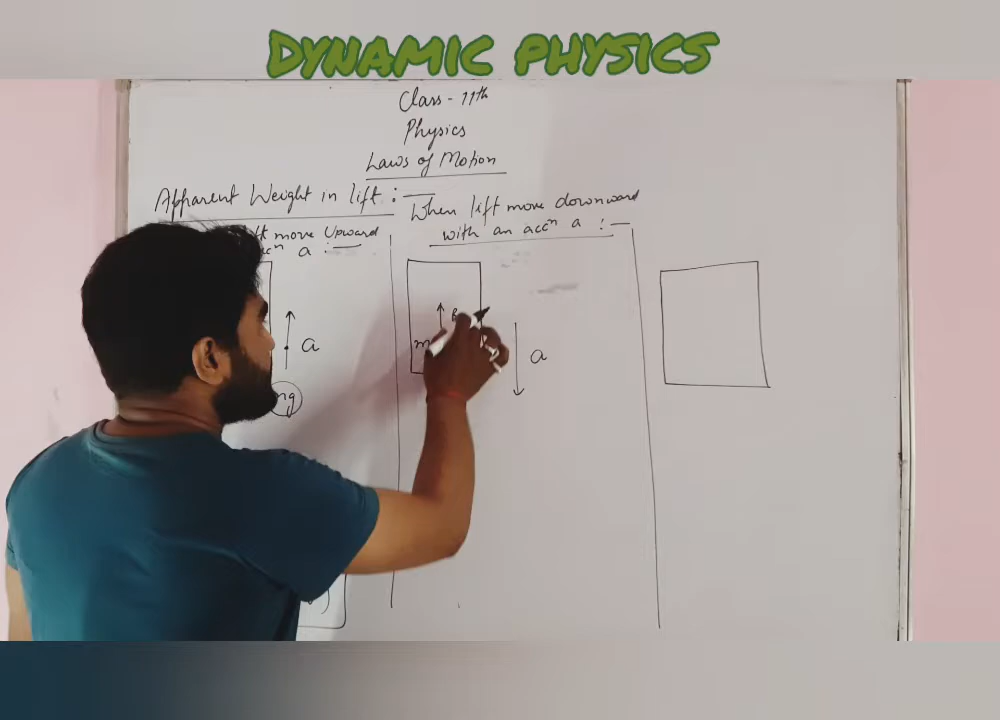 DYNAMIC PHYSICS
Class - 11th
Physics
Laws of Motion
Apparent Weight in lift :-
move Upward
accn a :-
a
mg
When lift move downward
with an accn a :-
R
m
a